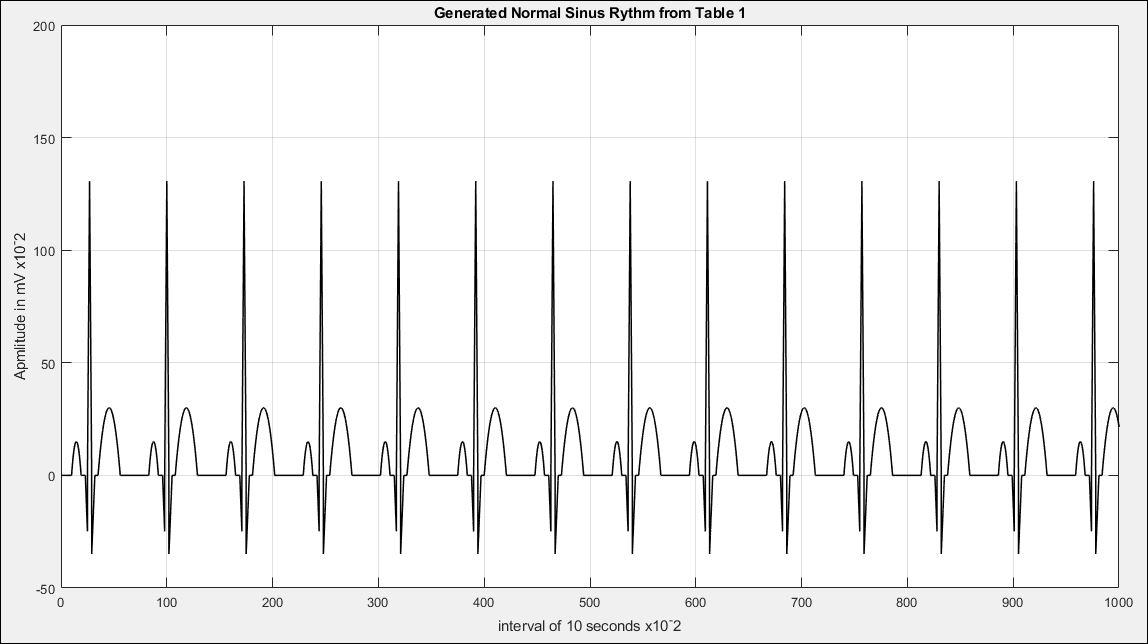 Generated Normal Sinus Rythm from Table 1
200
150
100
50
0
-50
Apmlitude in mV x10^2
0 100 200 300 400 500 600 700 800 900 1000
interval of 10 seconds x10^2